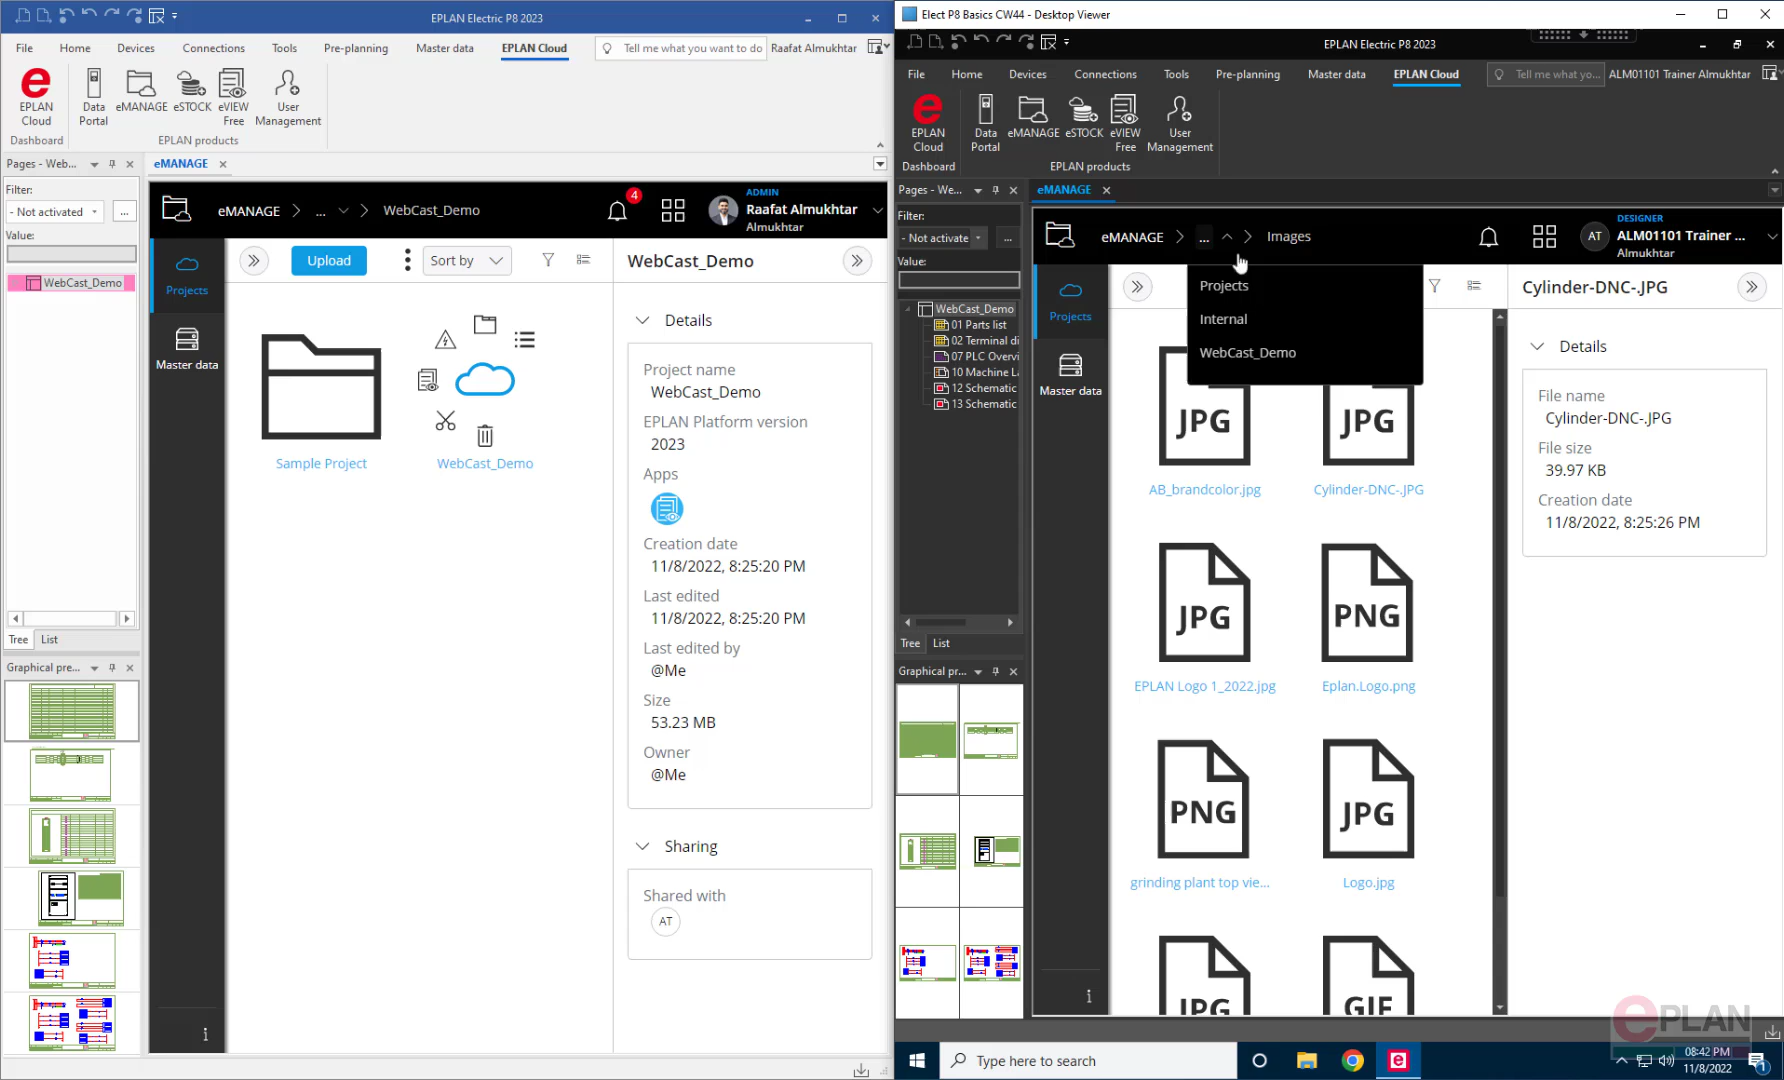 EPLAN Electric P8 2023
File
Home
Devices
Connections
Tools
Pre-planning
Master data
EPLAN Cloud
Tell me what you want to do
Raafat Almukhtar
EPLAN
Cloud
Data
Portal
eMANAGE
eSTOCK
eVIEW
Free
User
Management
Dashboard
EPLAN products
Pages - Web...
eMANAGE
Filter:
- Not activated
...
Value:
WebCast_Demo
eMANAGE
...
WebCast_Demo
4
ADMIN
Raafat Almukhtar
Almukhtar
Projects
Master data
Upload
Sort by
Sample Project
WebCast_Demo
WebCast_Demo
Details
Project name
WebCast_Demo
EPLAN Platform version
2023
Apps
Creation date
11/8/2022, 8:25:20 PM
Last edited
11/8/2022, 8:25:20 PM
Last edited by
@Me
Size
53.23 MB
Owner
@Me
Sharing
Shared with
AT
Tree
List
Graphical pre...
i
Elect P8 Basics CW44 - Desktop Viewer
EPLAN Electric P8 2023
File
Home
Devices
Connections
Tools
Pre-planning
Master data
EPLAN Cloud
Tell me what yo...
ALM01101 Trainer Almukhtar
EPLAN
Cloud
Data
Portal
eMANAGE
eSTOCK
eVIEW
Free
User
Management
Dashboard
EPLAN products
Pages - We...
eMANAGE
Filter:
- Not activate
...
Value:
WebCast_Demo
01 Parts list
02 Terminal di
07 PLC Overvi
10 Machine La
12 Schematic
13 Schematic
Tree
List
Graphical pr...
eMANAGE
...
Images
DESIGNER
AT
ALM01101 Trainer ...
Almukhtar
Projects
Master data
Projects
Internal
WebCast_Demo
JPG
JPG
AB_brandcolor.jpg
Cylinder-DNC-.JPG
JPG
PNG
EPLAN Logo 1_2022.jpg
Eplan.Logo.png
PNG
JPG
grinding plant top vie...
Logo.jpg
JPG
GIF
i
Cylinder-DNC-.JPG
Details
File name
Cylinder-DNC-.JPG
File size
39.97 KB
Creation date
11/8/2022, 8:25:26 PM
ePLAN
Type here to search
08:42 PM
11/8/2022
1